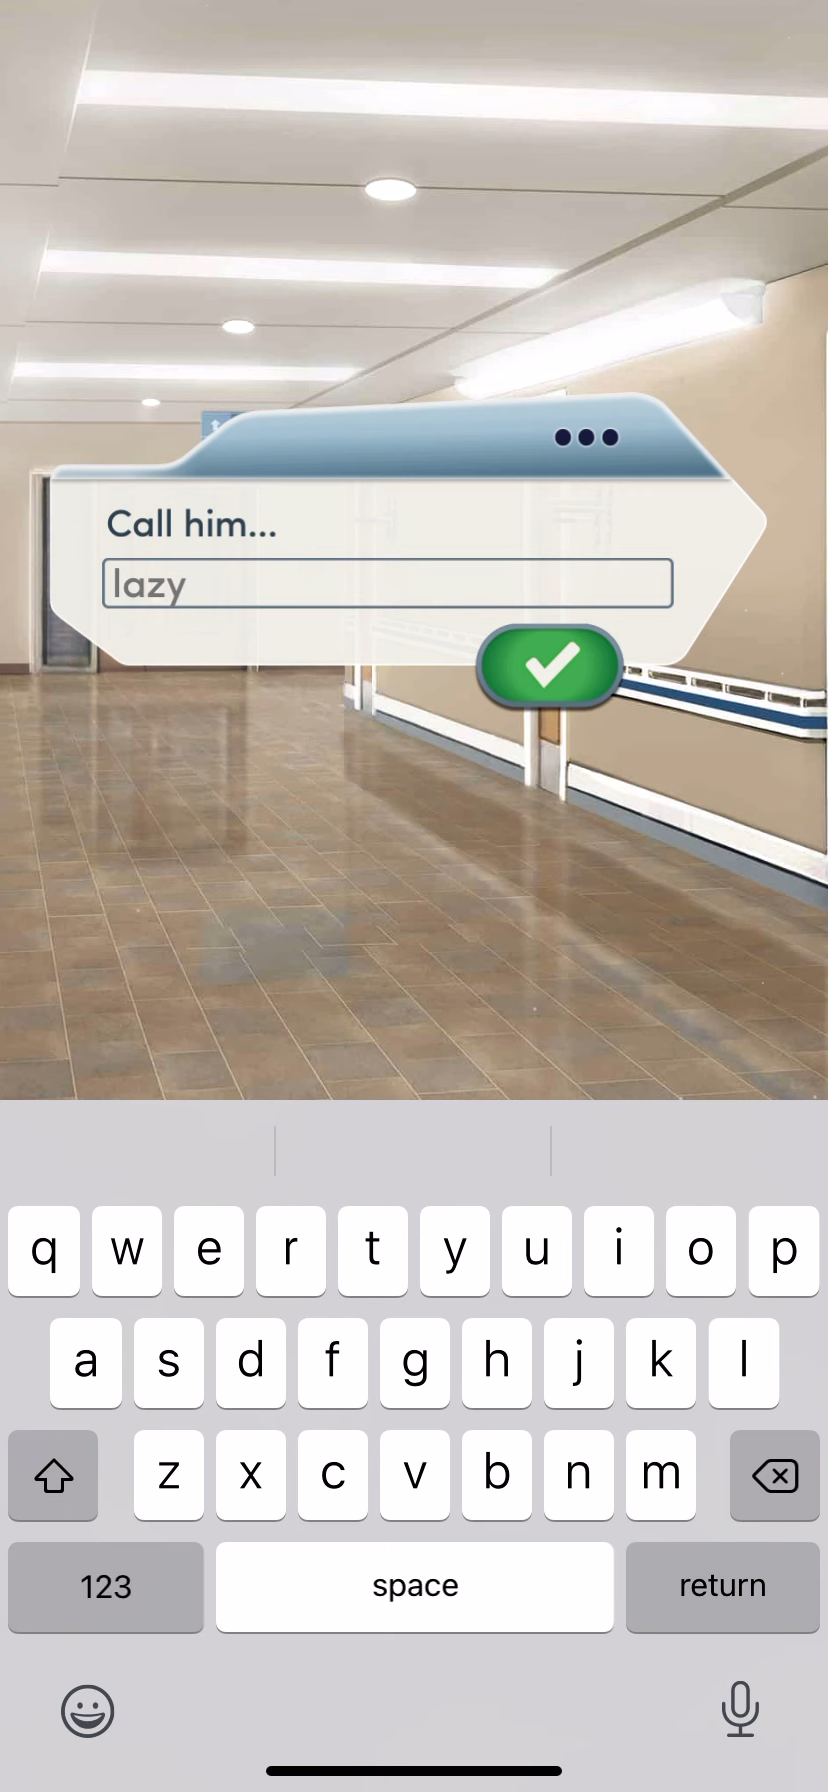 Call him...
lazy
q w e r t y u i o p
a s d f g h j k l
z x c v b n m
123 space return